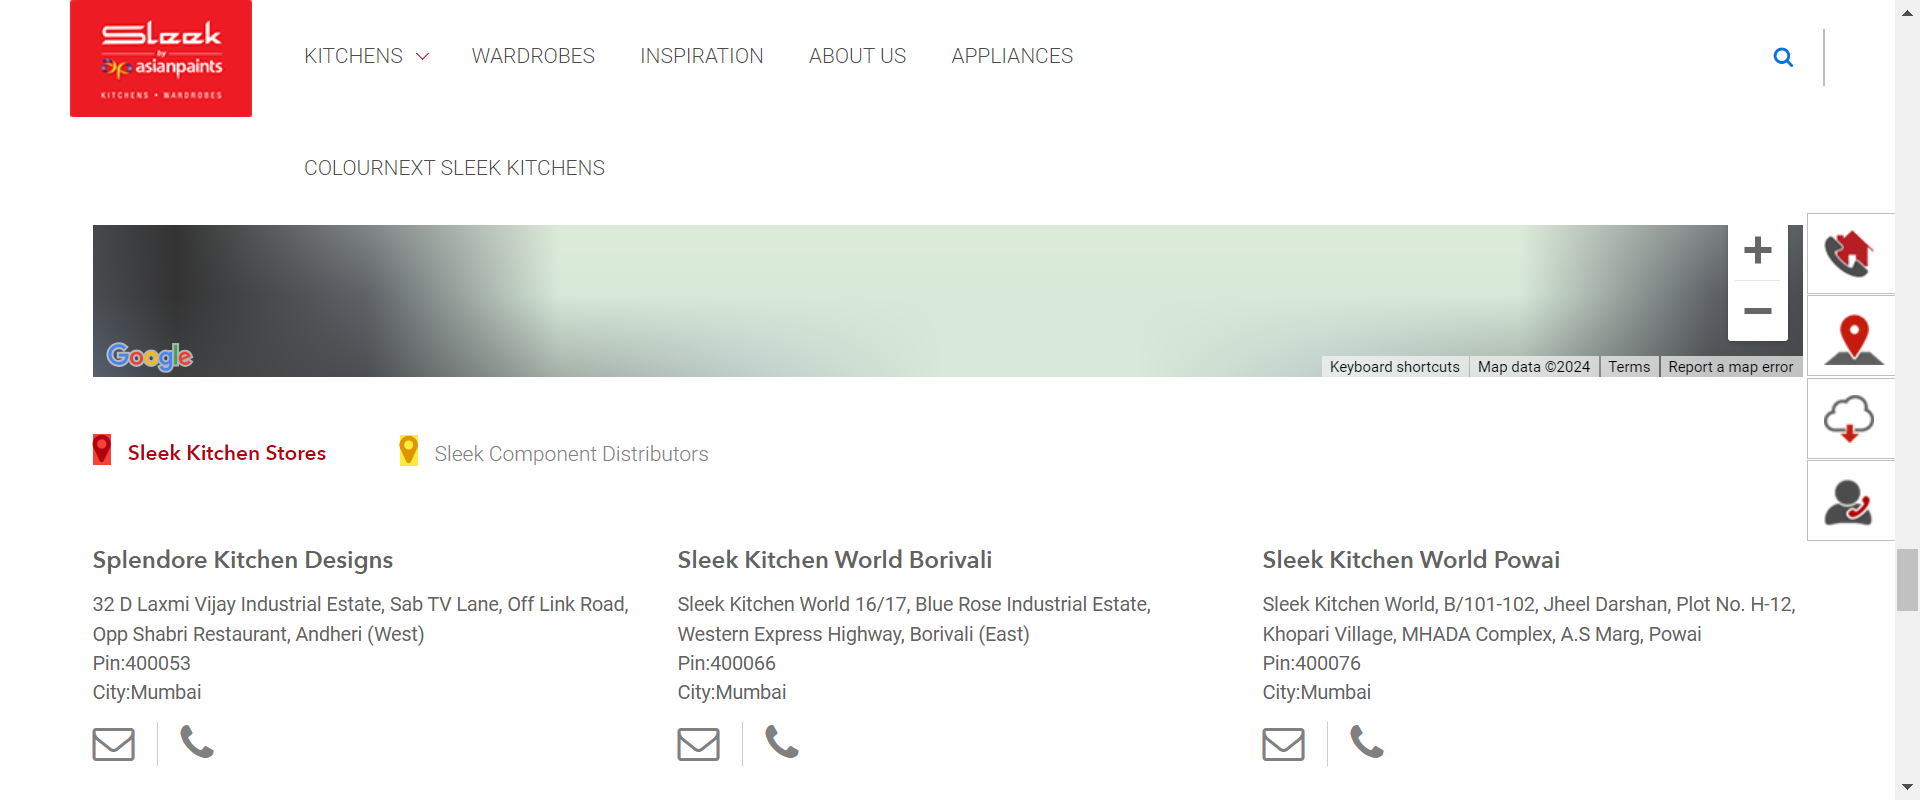 Sleek
by
asianpaints
KITCHENS • WARDROBES
KITCHENS
WARDROBES
INSPIRATION
ABOUT US
APPLIANCES
COLOURNEXT SLEEK KITCHENS
Google
Keyboard shortcuts
Map data ©2024
Terms
Report a map error
Sleek Kitchen Stores
Sleek Component Distributors
Splendore Kitchen Designs
32 D Laxmi Vijay Industrial Estate, Sab TV Lane, Off Link Road,
Opp Shabri Restaurant, Andheri (West)
Pin:400053
City:Mumbai
Sleek Kitchen World Borivali
Sleek Kitchen World 16/17, Blue Rose Industrial Estate,
Western Express Highway, Borivali (East)
Pin:400066
City:Mumbai
Sleek Kitchen World Powai
Sleek Kitchen World, B/101-102, Jheel Darshan, Plot No. H-12,
Khopari Village, MHADA Complex, A.S Marg, Powai
Pin:400076
City:Mumbai